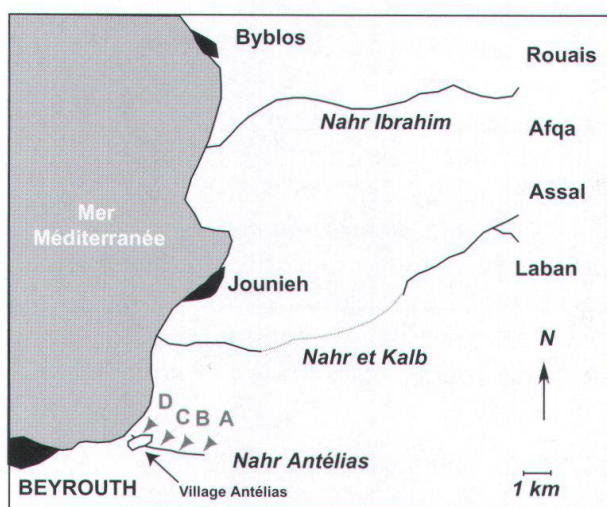 Byblos
Rouais
Nahr Ibrahim
Afqa
Mer
Méditerranée
Assal
Jounieh
Laban
Nahr et Kalb
N
D
C
B
A
Nahr Antélias
BEYROUTH
Village Antélias
1 km